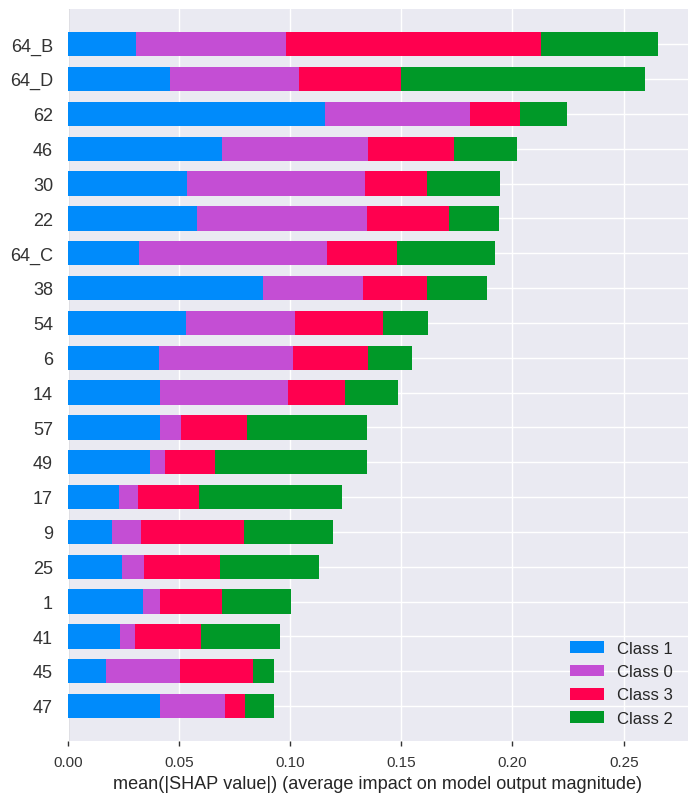 64_B
64_D
62
46
30
22
64_C
38
54
6
14
57
49
17
9
25
1
41
45
47
Class 1
Class 0
Class 3
Class 2
0.00 0.05 0.10 0.15 0.20 0.25
mean(|SHAP value|) (average impact on model output magnitude)